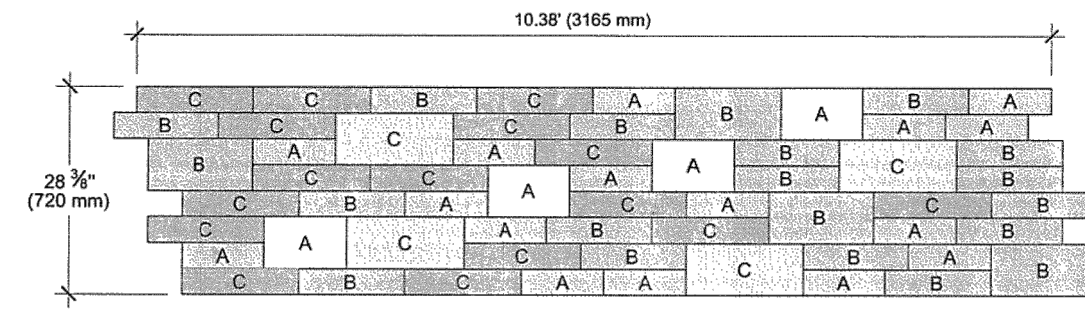 10.38' (3165 mm)
C C B C A B A B A
B C C C B A A
B A C A C A B C B
C C A A B B
28 ⅜"
(720 mm)
C B A C A B C B
C A C A B C A B
A C B C B A B
C B C A A A B